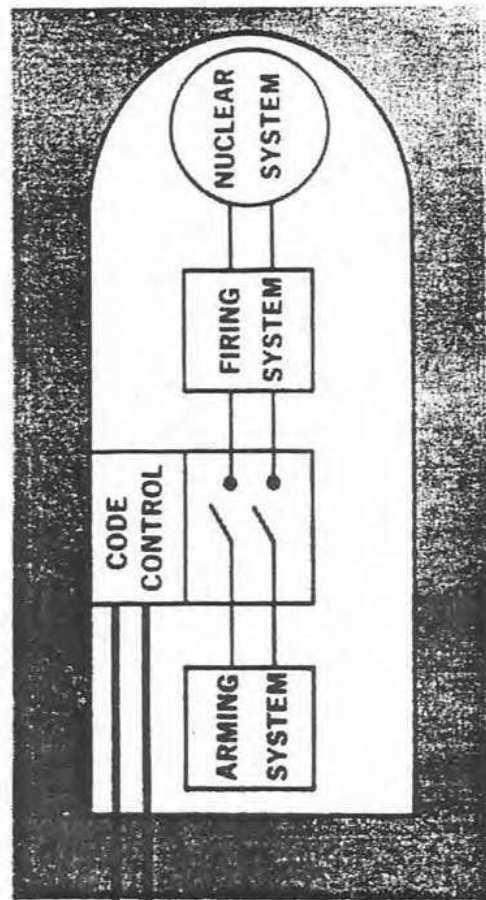 NUCLEAR
SYSTEM
FIRING
SYSTEM
CODE
CONTROL
ARMING
SYSTEM